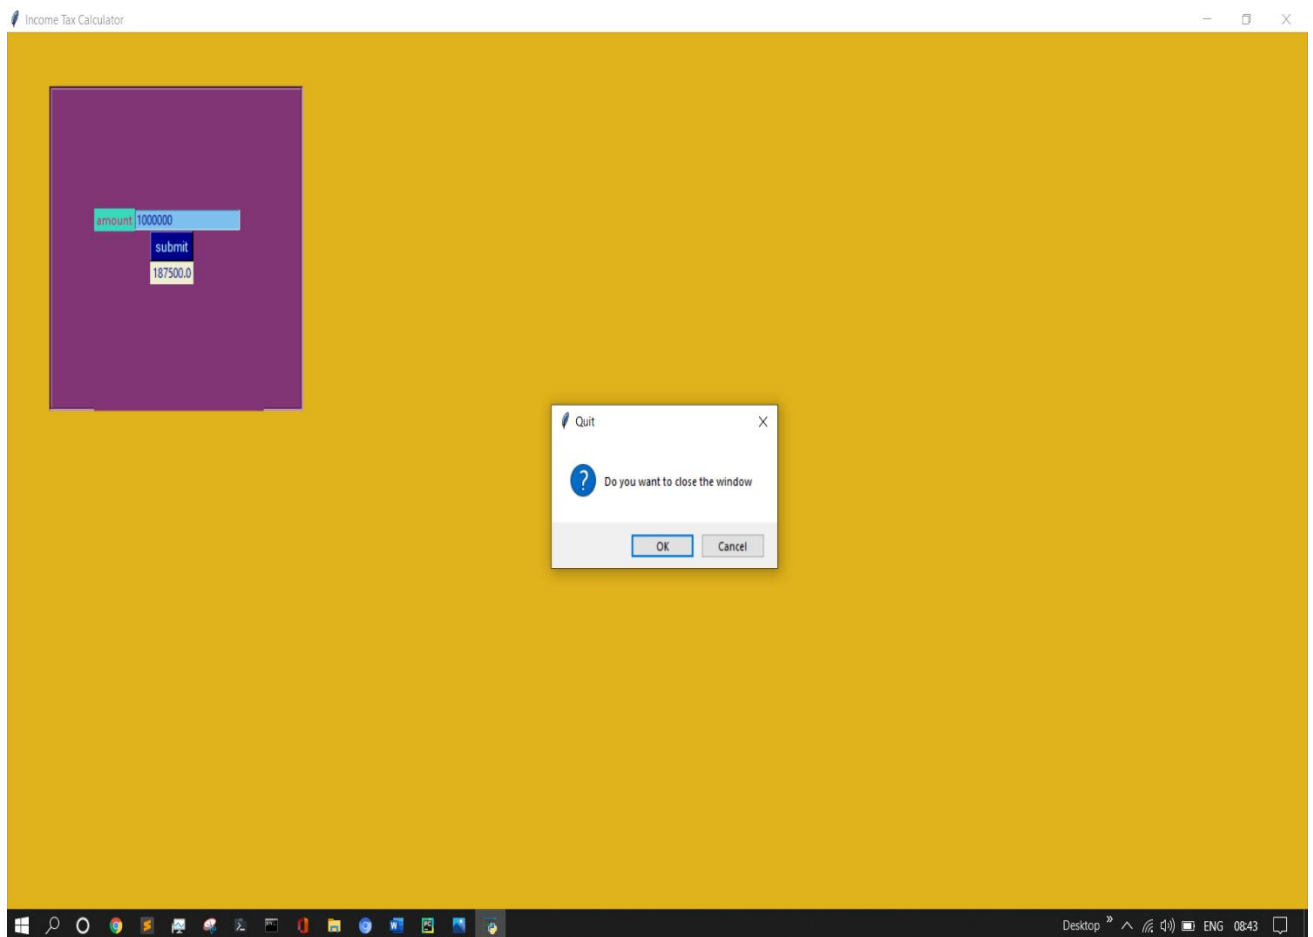 Income Tax Calculator
amount 1000000
submit
187500.0
Quit
Do you want to close the window
OK Cancel
Desktop » ENG 08:43